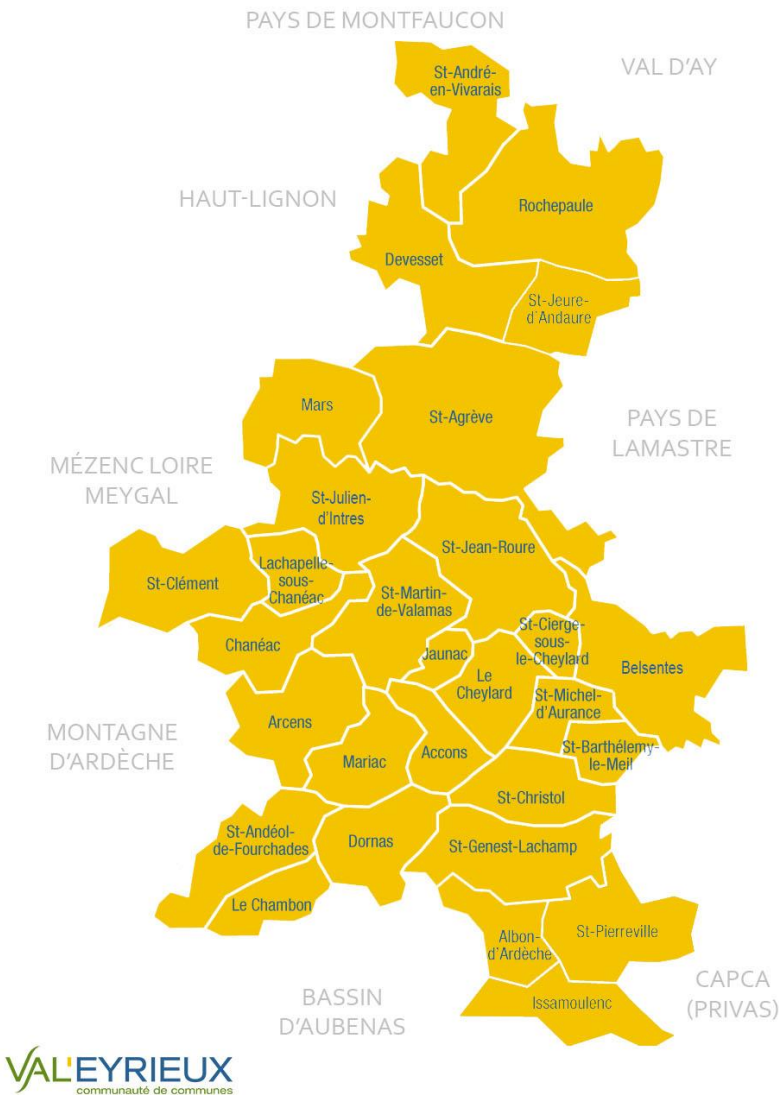 PAYS DE MONTFAUCON
St-André-
en-Vivarais
VAL D'AY
HAUT-LIGNON
Rochepaule
Devesset
St-Jeure-
d'Andaure
Mars
St-Agrève
PAYS DE
LAMASTRE
MÉZENC LOIRE
MEYGAL
St-Julien-
d'Intres
St-Jean-Roure
St-Clément
Lachapelle-
sous-
Chanéac
St-Martin-
de-Valamas
Chanéac
Jaunac
St-Cierge-
sous-
le-Cheylard
Belsentes
Le
Cheylard
St-Michel-
d'Aurance
MONTAGNE
D'ARDÈCHE
Arcens
Mariac
Accons
St-Barthélemy-
le-Meil
St-Christol
St-Andéol-
de-Fourchades
Dornas
St-Genest-Lachamp
Le Chambon
Albon-
d'Ardèche
St-Pierreville
BASSIN
D'AUBENAS
Issamoulenc
CAPCA
(PRIVAS)
VAL'EYRIEUX
communauté de communes